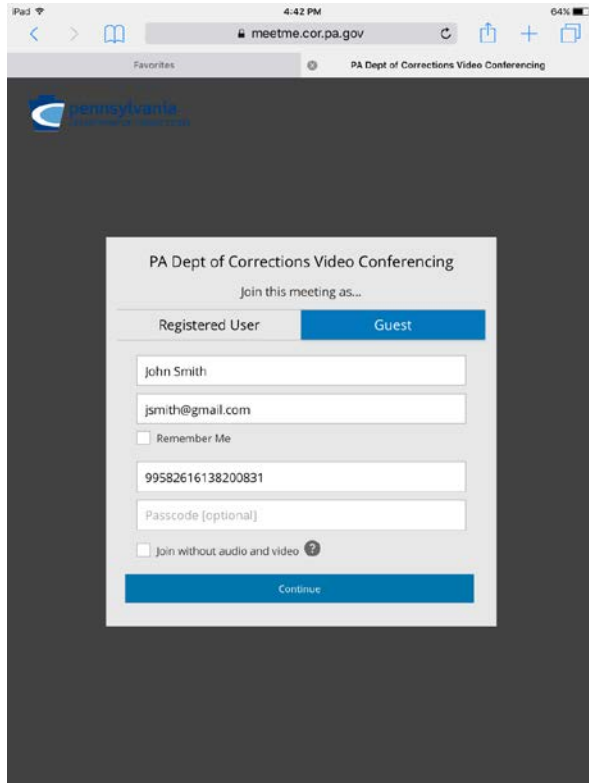 iPad 4:42 PM 64%
meetme.cor.pa.gov
Favorites PA Dept of Corrections Video Conferencing
pennsylvania
PA Dept of Corrections Video Conferencing
Join this meeting as...
Registered User Guest
John Smith
jsmith@gmail.com
Remember Me
99582616138200831
Passcode [optional]
Join without audio and video ?
Continue